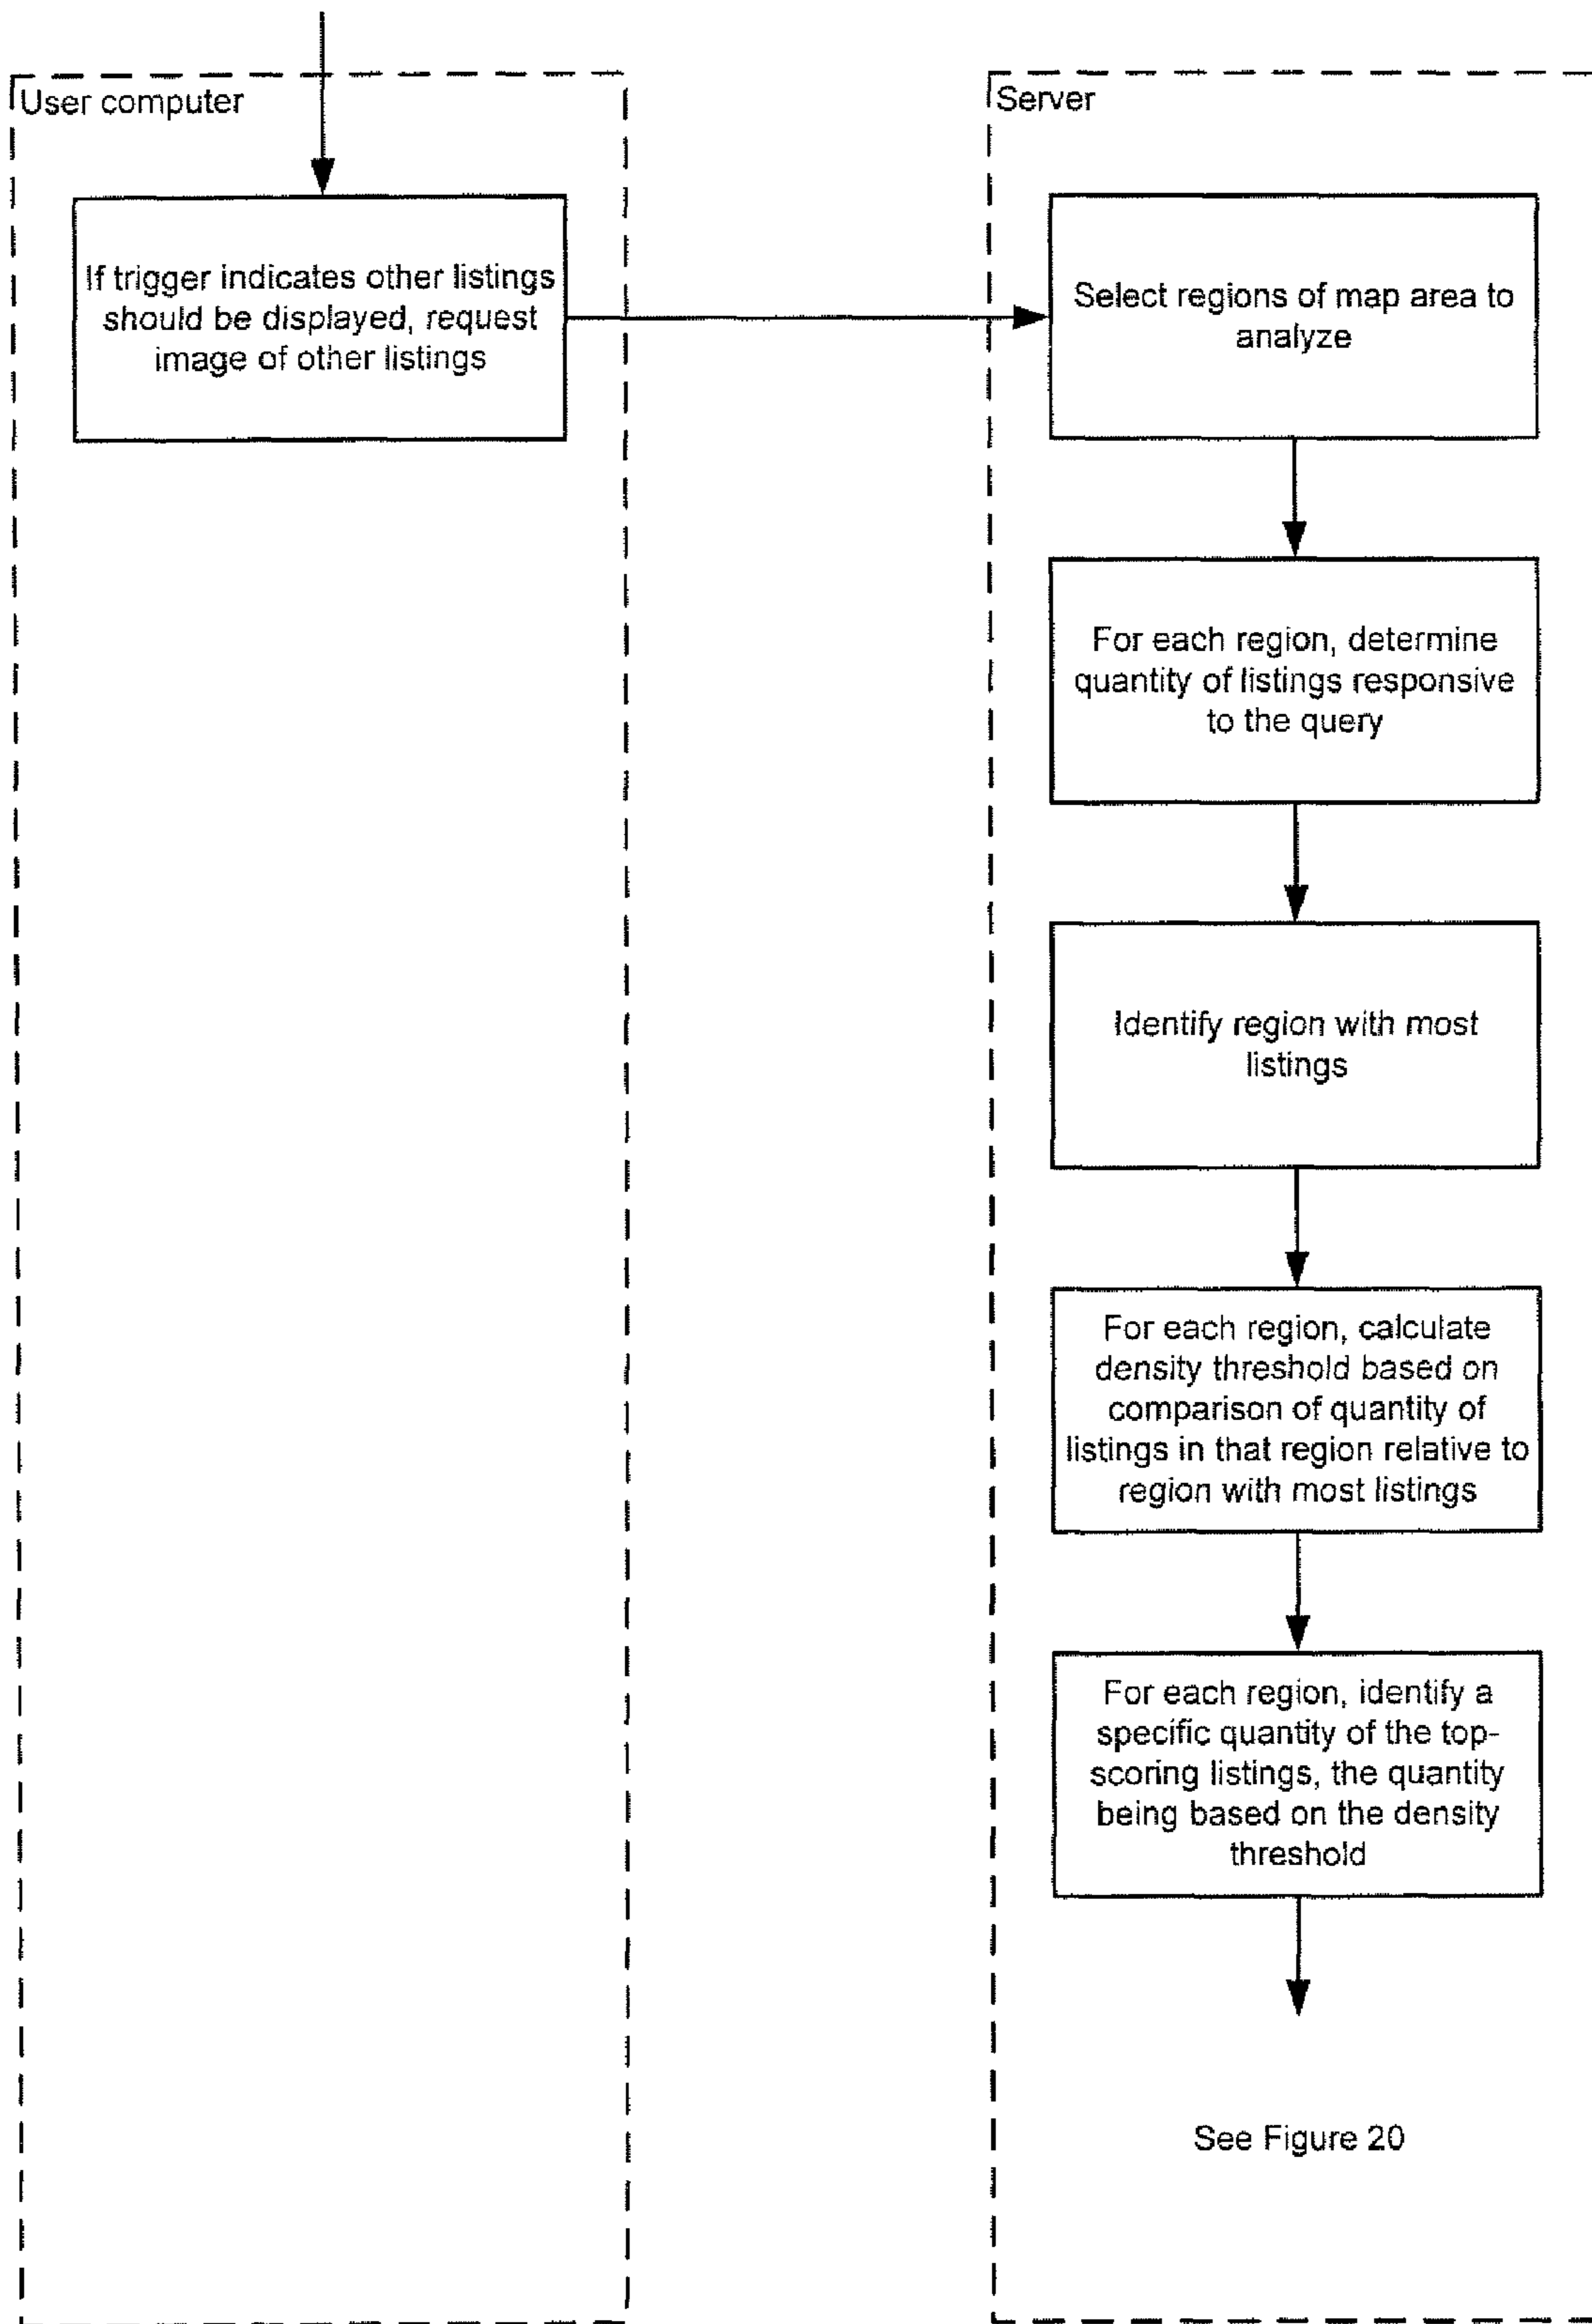 User computer
If trigger indicates other listings
should be displayed, request
image of other listings
Server
Select regions of map area to
analyze
For each region, determine
quantity of listings responsive
to the query
Identify region with most
listings
For each region, calculate
density threshold based on
comparison of quantity of
listings in that region relative to
region with most listings
For each region, identify a
specific quantity of the top-
scoring listings, the quantity
being based on the density
threshold
See Figure 20